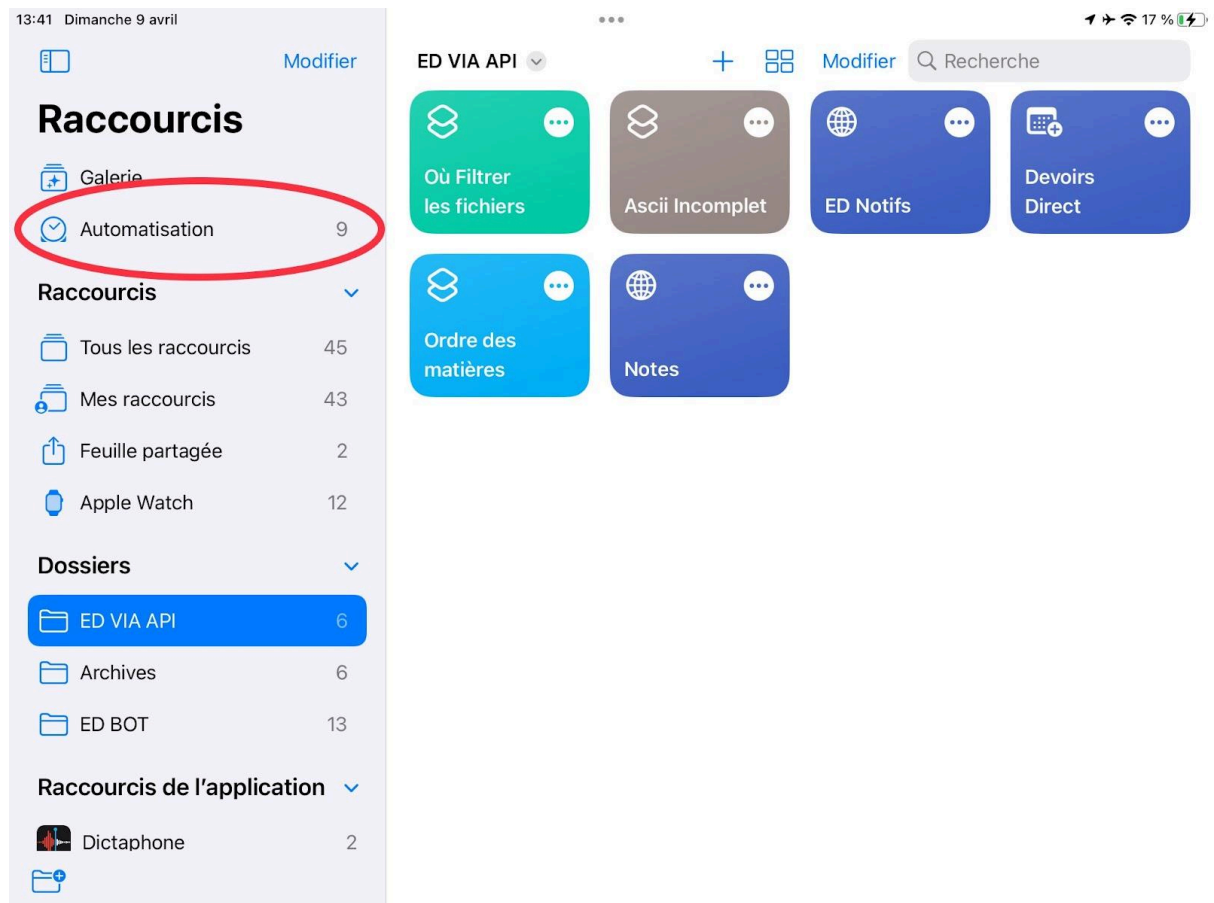 13:41 Dimanche 9 avril
17 %
Modifier
Raccourcis
Galerie
Automatisation 9
Raccourcis
Tous les raccourcis 45
Mes raccourcis 43
Feuille partagée 2
Apple Watch 12
Dossiers
ED VIA API 6
Archives 6
ED BOT 13
Raccourcis de l’application
Dictaphone 2
ED VIA API
Modifier
Recherche
Où Filtrer
les fichiers
Ascii Incomplet
ED Notifs
Devoirs
Direct
Ordre des
matières
Notes